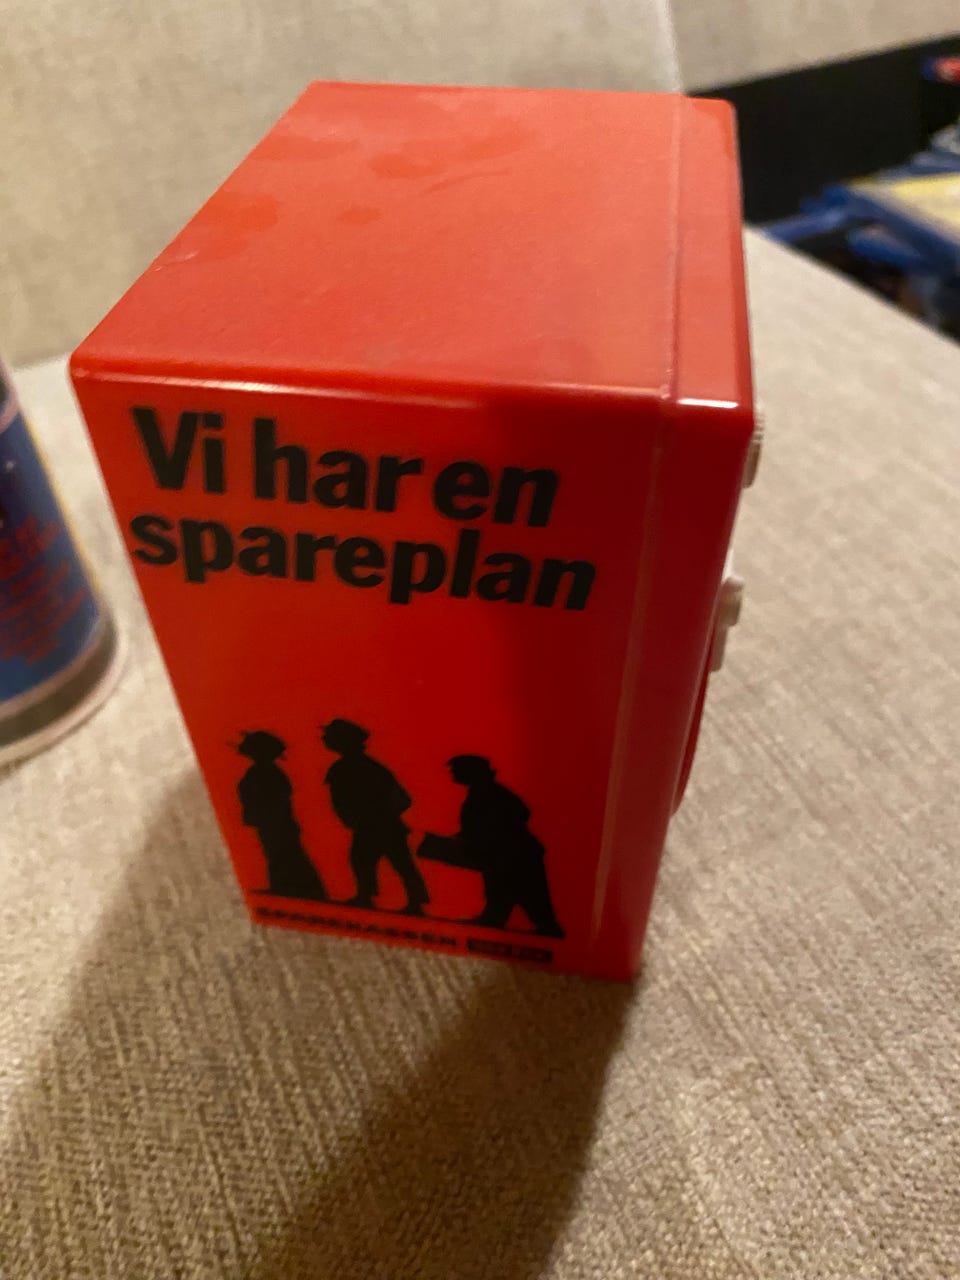 Vi har en
spareplan
SPAREKASSEN